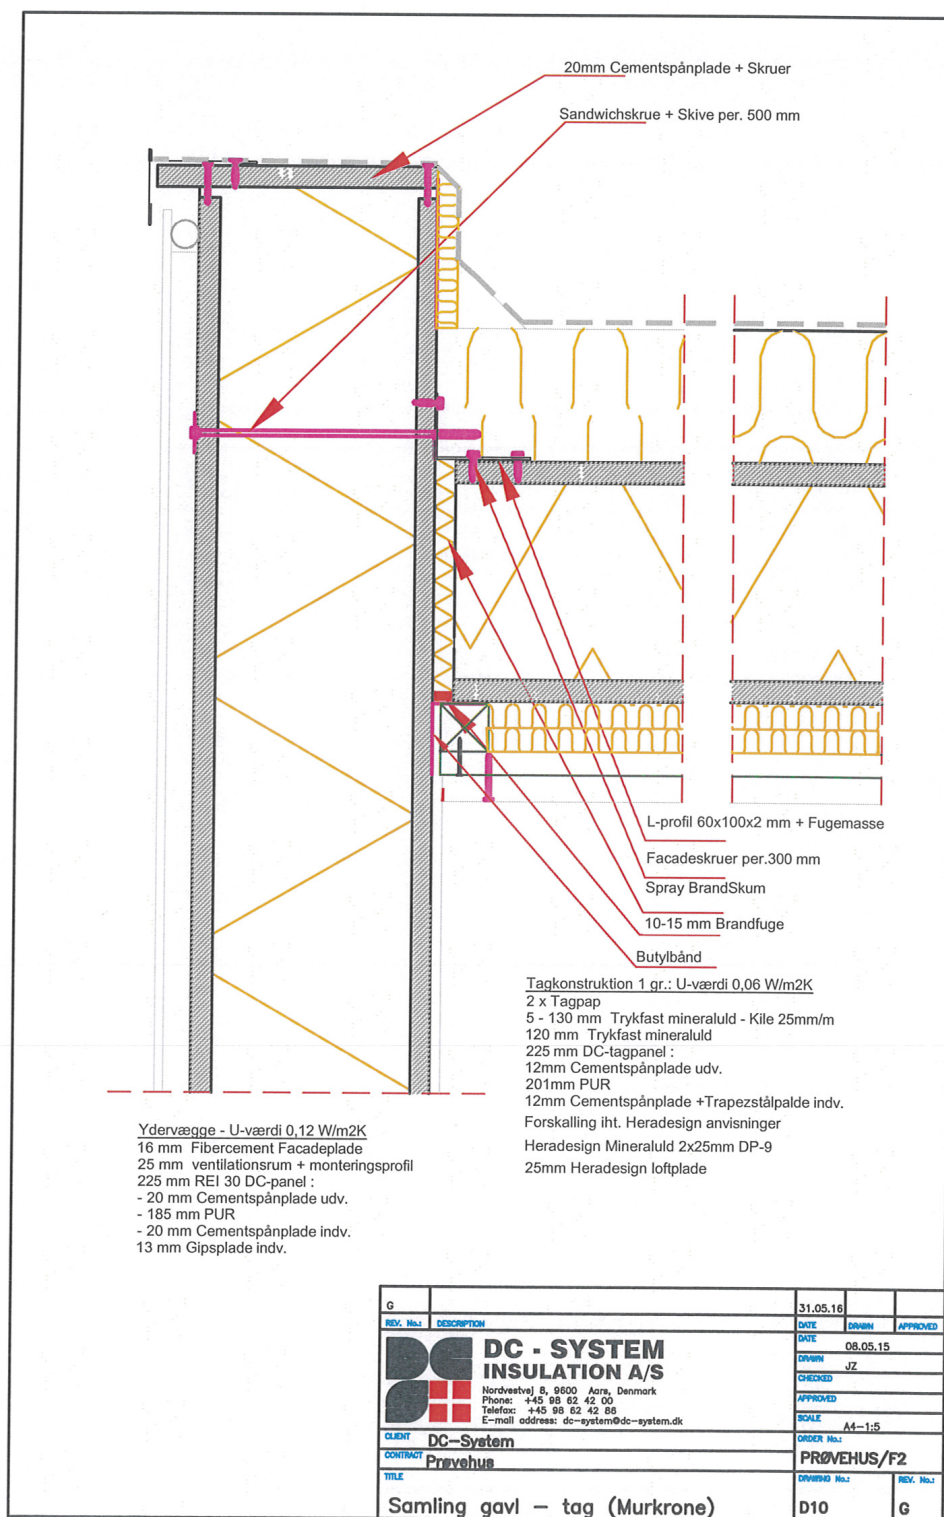 20mm Cementspånplade + Skruer
Sandwichskrue + Skive per. 500 mm
L-profil 60x100x2 mm + Fugemasse
Facadeskruer per.300 mm
Spray BrandSkum
10-15 mm Brandfuge
Butylbånd
Tagkonstruktion 1 gr.: U-værdi 0,06 W/m2K
2 x Tagpap
5 - 130 mm Trykfast mineraluld - Kile 25mm/m
120 mm Trykfast mineraluld
225 mm DC-tagpanel :
12mm Cementspånplade udv.
201mm PUR
12mm Cementspånplade +Trapezstålpalde indv.
Forskalling iht. Heradesign anvisninger
Heradesign Mineraluld 2x25mm DP-9
25mm Heradesign loftplade
Ydervægge - U-værdi 0,12 W/m2K
16 mm Fibercement Facadeplade
25 mm ventilationsrum + monteringsprofil
225 mm REI 30 DC-panel :
- 20 mm Cementspånplade udv.
- 185 mm PUR
- 20 mm Cementspånplade indv.
13 mm Gipsplade indv.
G 31.05.16
REV. No.: DESCRIPTION DATE DRAWN APPROVED
DC - SYSTEM
INSULATION A/S
Nordvestvej 8, 9600 Aars, Denmark
Phone: +45 98 62 42 00
Telefax: +45 98 62 42 86
E-mail address: dc-system@dc-system.dk
DATE 08.05.15
DRAWN JZ
CHECKED
APPROVED
SCALE A4-1:5
CLIENT DC-System
CONTRACT Prøvehus
ORDER No.:
PRØVEHUS/F2
TITLE
Samling gavl - tag (Murkrone)
DRAWING No.:
D10
REV. No.:
G